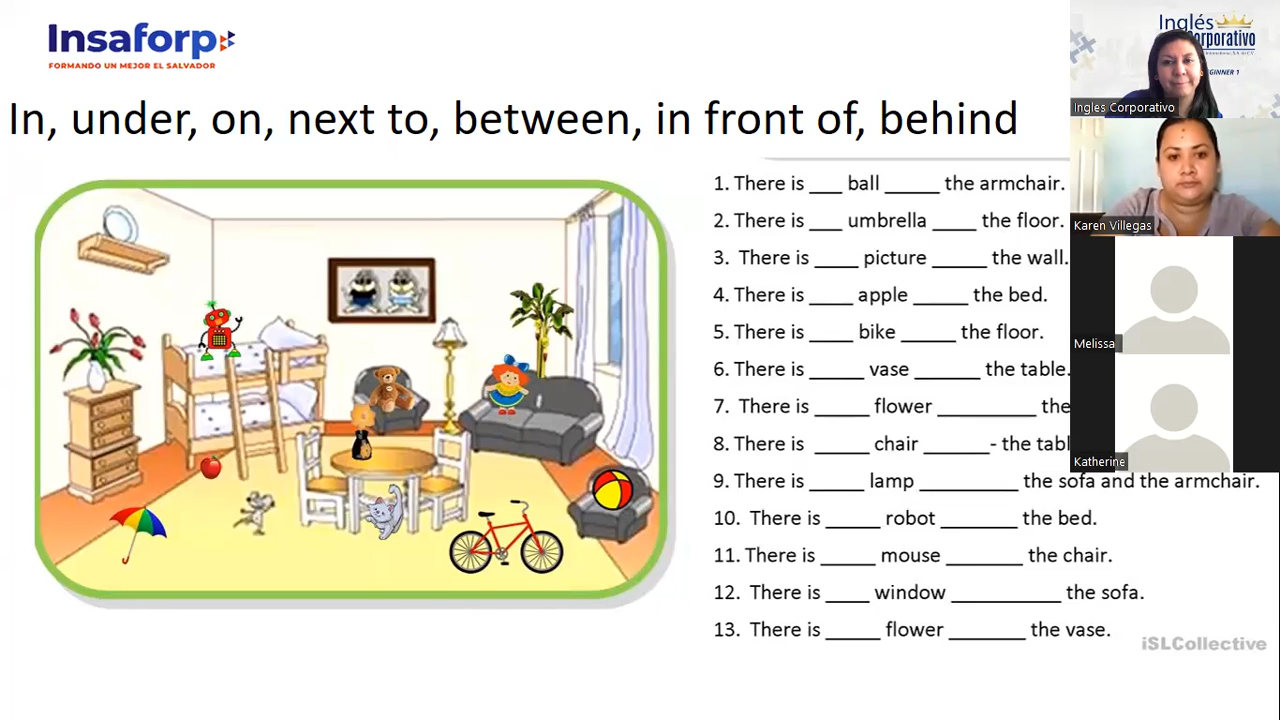 Insaforp
FORMANDO UN MEJOR EL SALVADOR
In, under, on, next to, between, in front of, behind
1. There is ___ ball _____ the armchair.
2. There is ___ umbrella ____ the floor.
3. There is ____ picture _____ the wall.
4. There is ____ apple _____ the bed.
5. There is ____ bike _____ the floor.
6. There is _____ vase ______ the table.
7. There is _____ flower _________ the
8. There is _____ chair ______- the tabl
9. There is _____ lamp _________ the sofa and the armchair.
10. There is _____ robot _______ the bed.
11. There is _____ mouse _______ the chair.
12. There is ____ window __________ the sofa.
13. There is _____ flower _______ the vase.
iSLCollective
Inglés
Corporativo
Ingles Corporativo
Karen Villegas
Melissa
Katherine